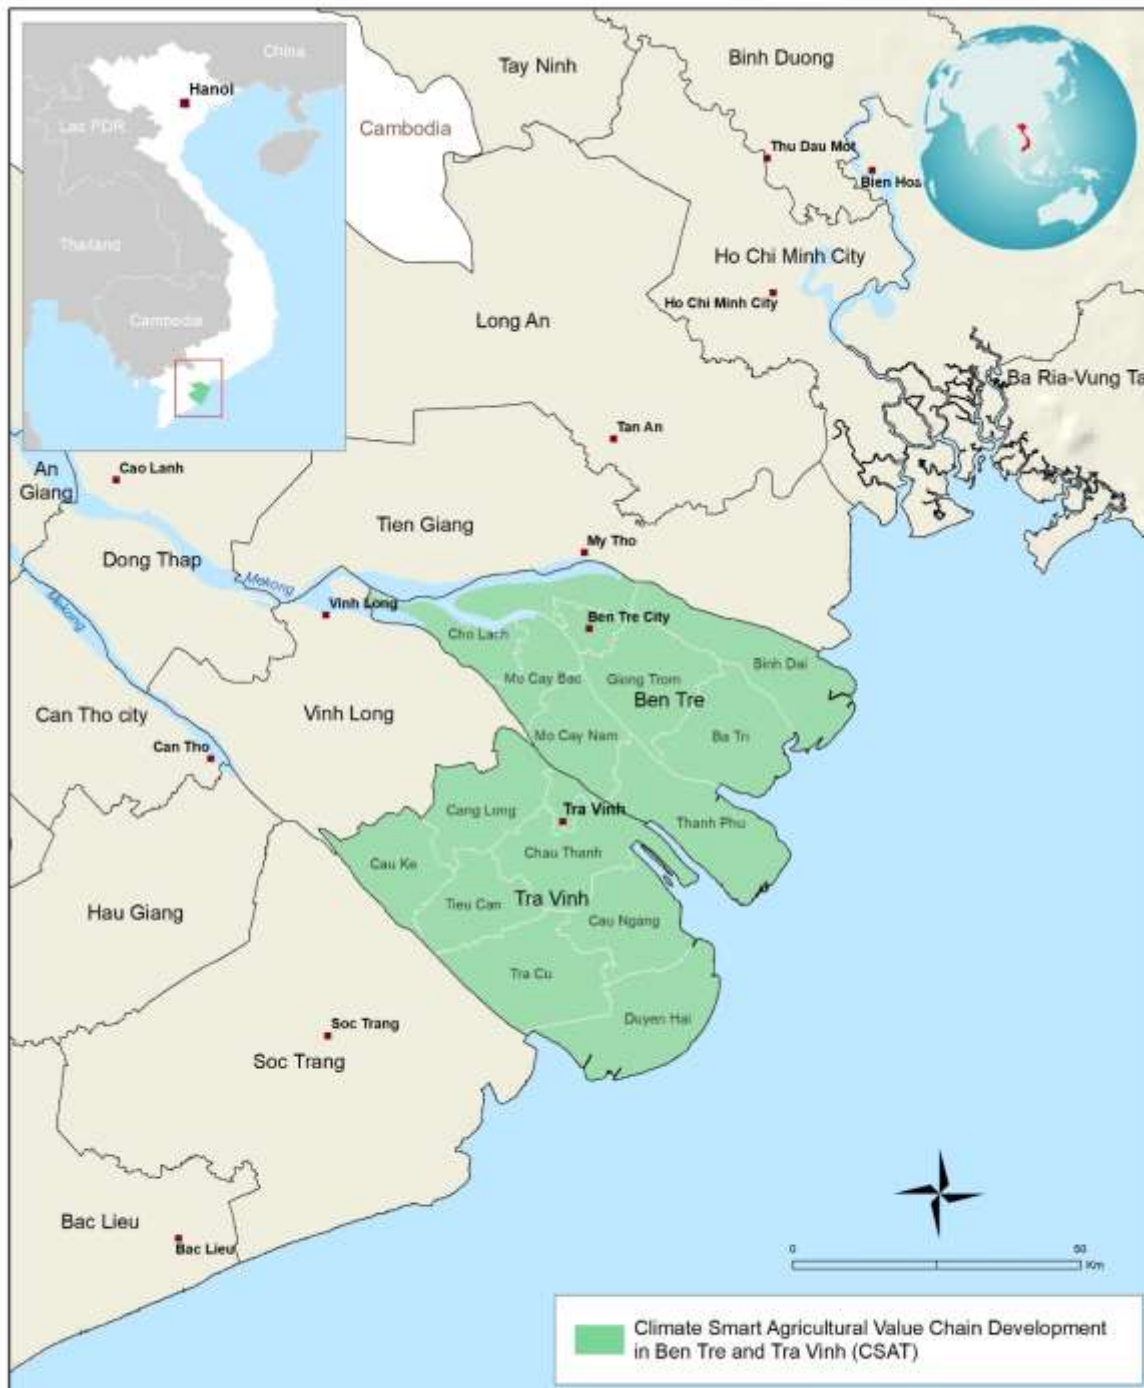 China
Hanoi
Lao PDR
Thailand
Cambodia
Cambodia
Tay Ninh
Binh Duong
Thu Dau Mot
Bien Hoa
Ho Chi Minh City
Ho Chi Minh City
Long An
Ba Ria-Vung Ta
Tan An
An
Giang
Cao Lanh
Tien Giang
My Tho
Dong Thap
Mekong
Mekong
Vinh Long
Ben Tre City
Cho Lach
Binh Dai
Mo Cay Bac
Giong Trom
Ben Tre
Can Tho city
Vinh Long
Mo Cay Nam
Ba Tri
Can Tho
Cang Long
Tra Vinh
Thanh Phu
Cau Ke
Chau Thanh
Hau Giang
Tieu Can
Tra Vinh
Cau Ngang
Tra Cu
Duyen Hai
Soc Trang
Soc Trang
Bac Lieu
Bac Lieu
0 50
Km
Climate Smart Agricultural Value Chain Development
in Ben Tre and Tra Vinh (CSAT)